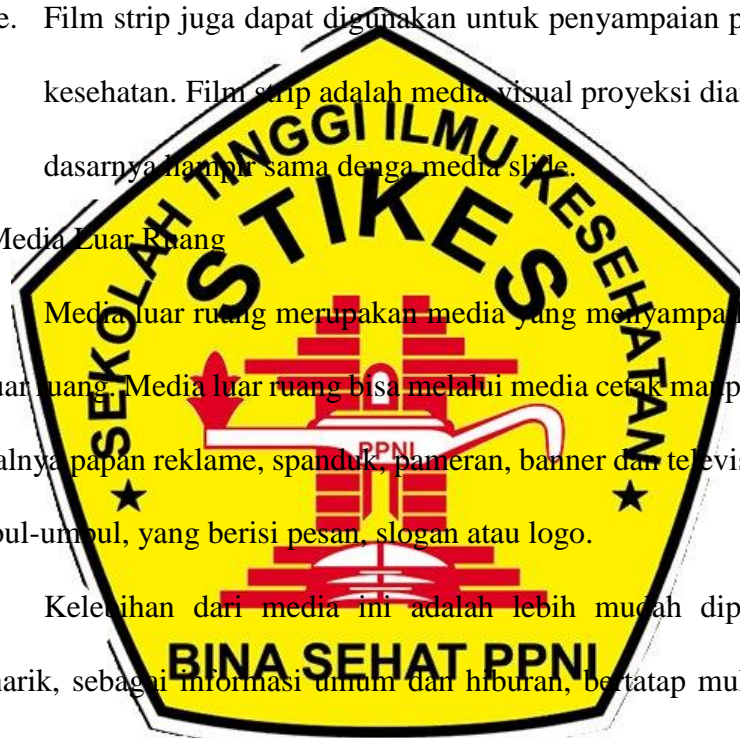 e. Film strip juga dapat digunakan untuk penyampaian p
kesehatan. Film strip adalah media visual proyeksi dia
dasarnya hampir sama denga media slide.
Media Luar Ruang
Media luar ruang merupakan media yang menyampa
uar ruang. Media luar ruang bisa melalui media cetak maup
alnya papan reklame, spanduk, pameran, banner dan televis
bul-umbul, yang berisi pesan, slogan atau logo.
Kelebihan dari media ini adalah lebih mudah dip
narik, sebagai informasi umum dan hiburan, bertatap mu
SEKOLAH TINGGI ILMU KESEHATAN
STIKES
PPNI
BINA SEHAT PPNI